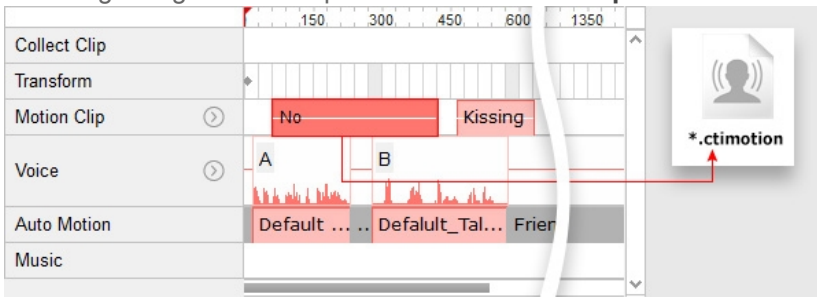 150 300 450 600 1350
Collect Clip
Transform
Motion Clip No Kissing
*.ctimotion
Voice A B
Auto Motion Default ... .. Defalult_Tal... Frien
Music